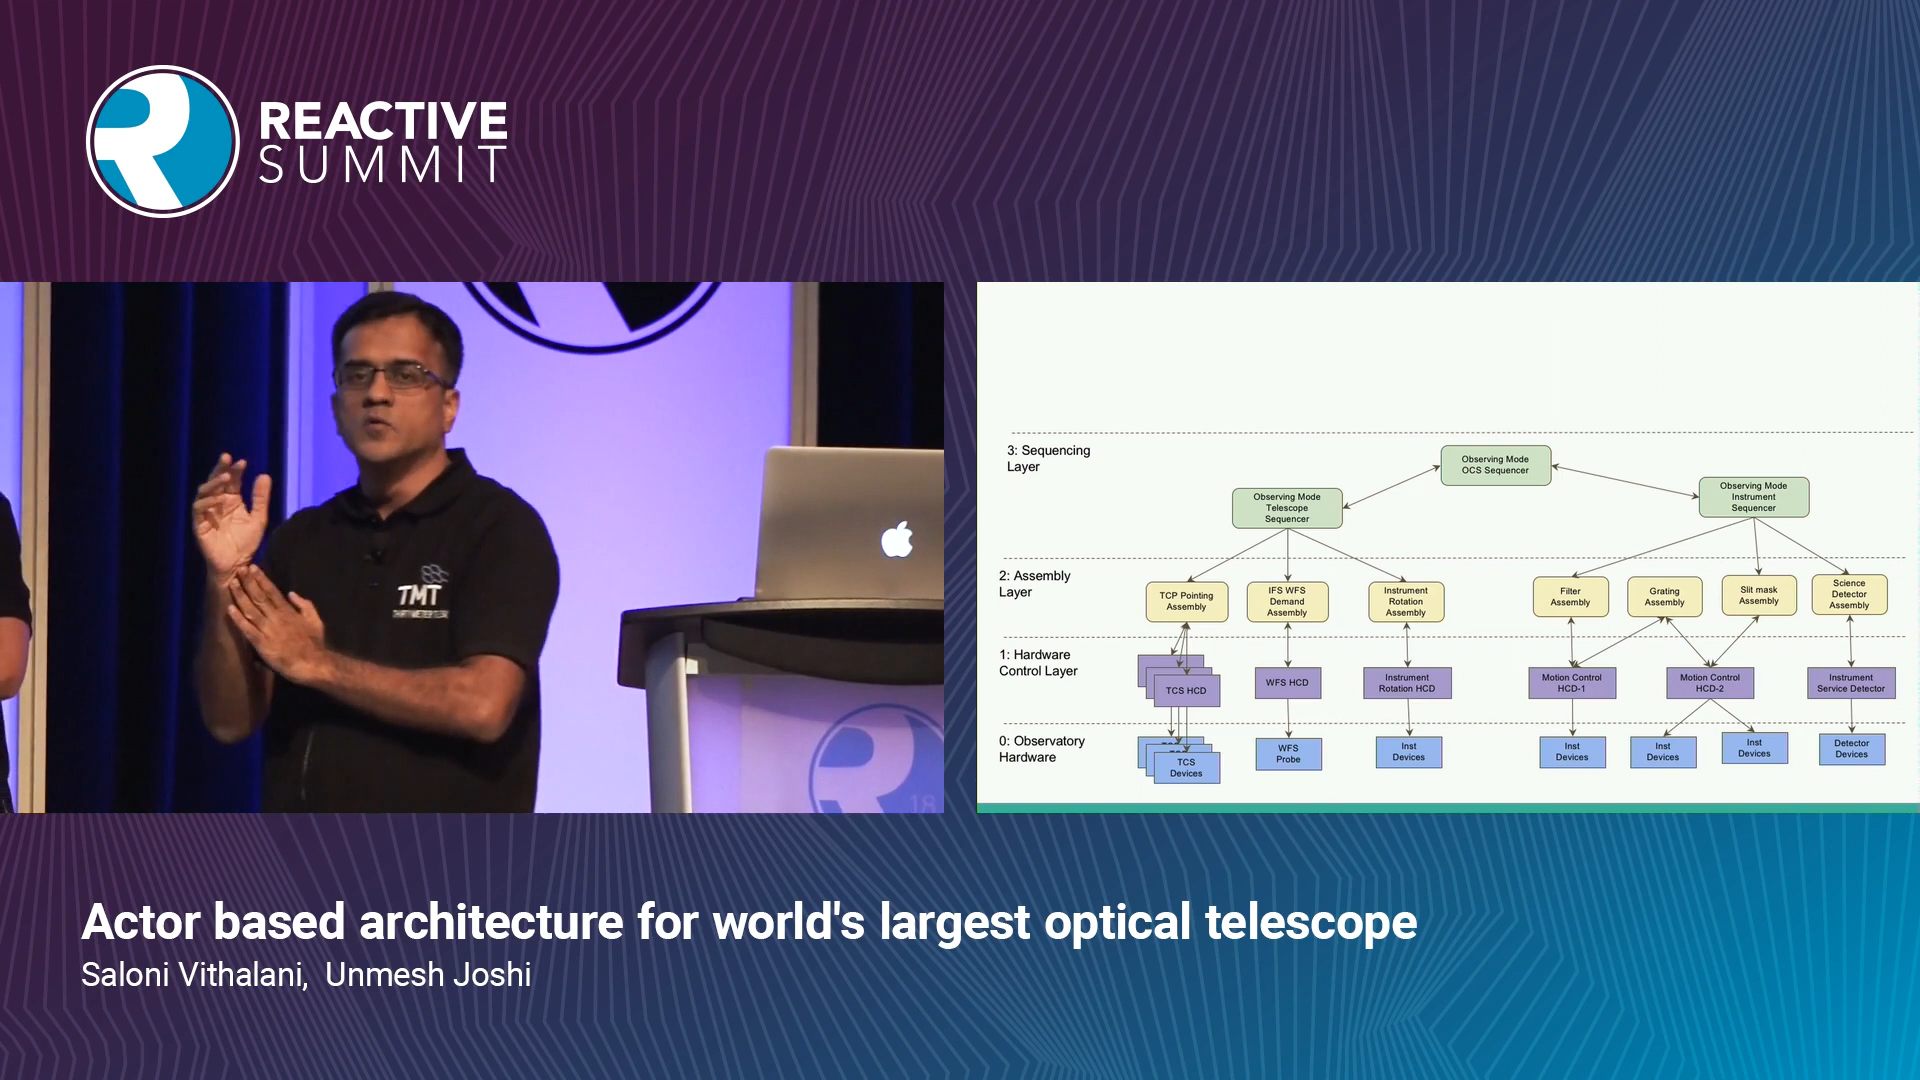 REACTIVE
SUMMIT
TMT
18
3: Sequencing
Layer
Observing Mode
OCS Sequencer
Observing Mode
Telescope
Sequencer
Observing Mode
Instrument
Sequencer
2: Assembly
Layer
TCP Pointing
Assembly
IFS WFS
Demand
Assembly
Instrument
Rotation
Assembly
Filter
Assembly
Grating
Assembly
Slit mask
Assembly
Science
Detector
Assembly
1: Hardware
Control Layer
TCS HCD
WFS HCD
Instrument
Rotation HCD
Motion Control
HCD-1
Motion Control
HCD-2
Instrument
Service Detector
0: Observatory
Hardware
TCS
Devices
WFS
Probe
Inst
Devices
Inst
Devices
Inst
Devices
Inst
Devices
Detector
Devices
Actor based architecture for world's largest optical telescope
Saloni Vithalani, Unmesh Joshi